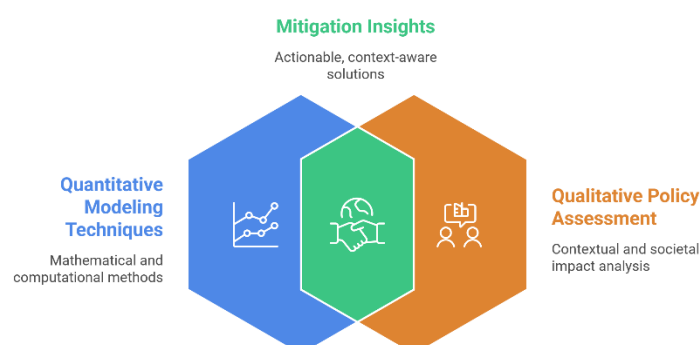 Mitigation Insights
Actionable, context-aware
solutions
Quantitative
Modeling
Techniques
Mathematical and
computational methods
Qualitative Policy
Assessment
Contextual and societal
impact analysis